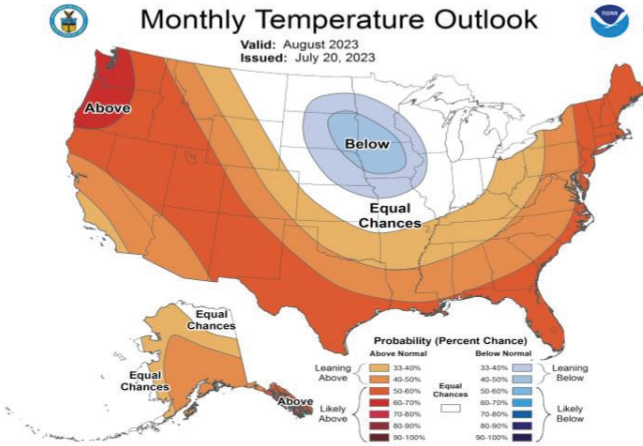 Monthly Temperature Outlook
Valid: August 2023
Issued: July 20, 2023
NOAA
Above
Below
Equal
Chances
Equal
Chances
Equal
Chances
Above
Probability (Percent Chance)
Above Normal
Below Normal
Leaning
Above
33-40%
40-50%
Likely
Above
50-60%
60-70%
70-80%
80-90%
90-100%
Equal
Chances
33-40%
40-50%
Leaning
Below
50-60%
60-70%
70-80%
80-90%
90-100%
Likely
Below